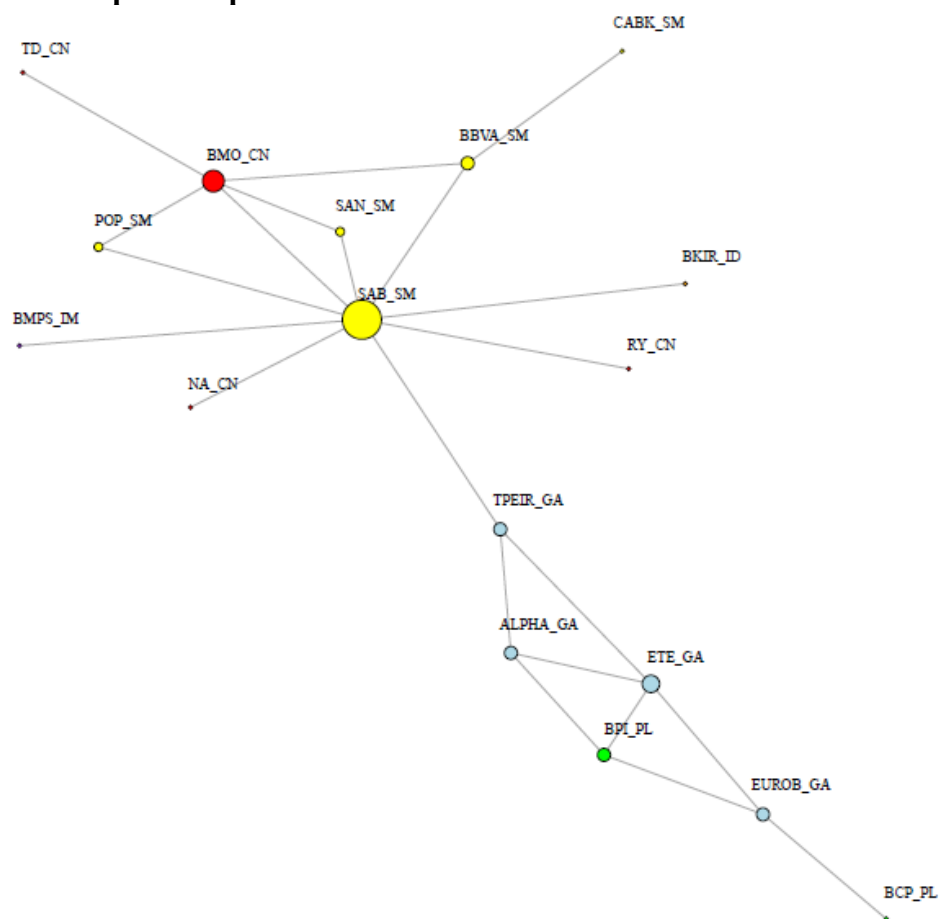 CABK_SM
TD_CN
BBVA_SM
BMO_CN
SAN_SM
POP_SM
BKIR_ID
SAB_SM
BMPS_IM
RY_CN
NA_CN
TPEIR_GA
ALPHA_GA
ETE_GA
BPI_PL
EUROB_GA
BCP_PL